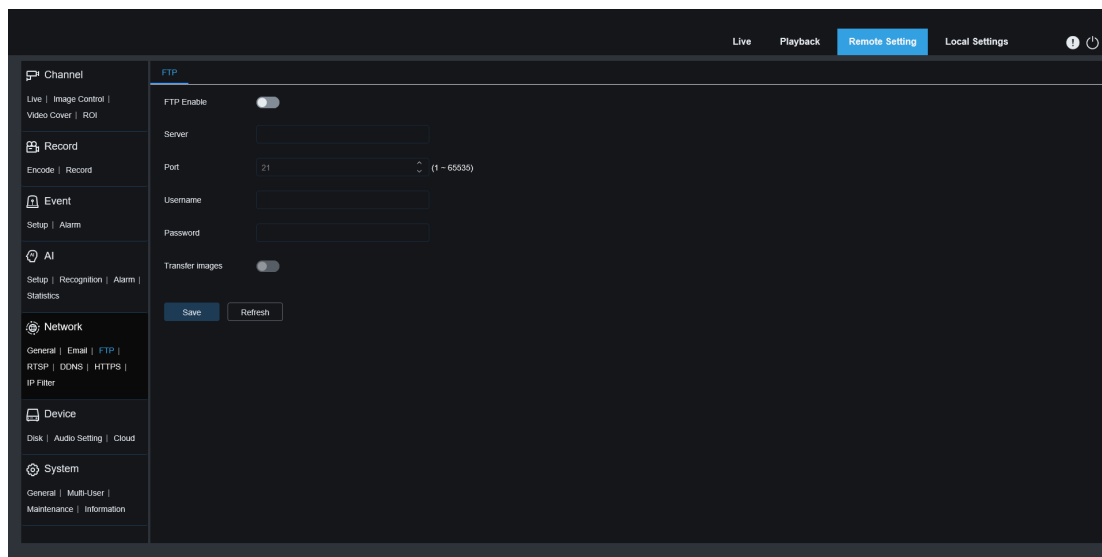 Live Playback Remote Setting Local Settings
Channel
Live | Image Control |
Video Cover | ROI
Record
Encode | Record
Event
Setup | Alarm
AI
Setup | Recognition | Alarm |
Statistics
Network
General | Email | FTP |
RTSP | DDNS | HTTPS |
IP Filter
Device
Disk | Audio Setting | Cloud
System
General | Multi-User |
Maintenance | Information
FTP
FTP Enable
Server
Port 21 (1 ~ 65535)
Username
Password
Transfer images
Save Refresh